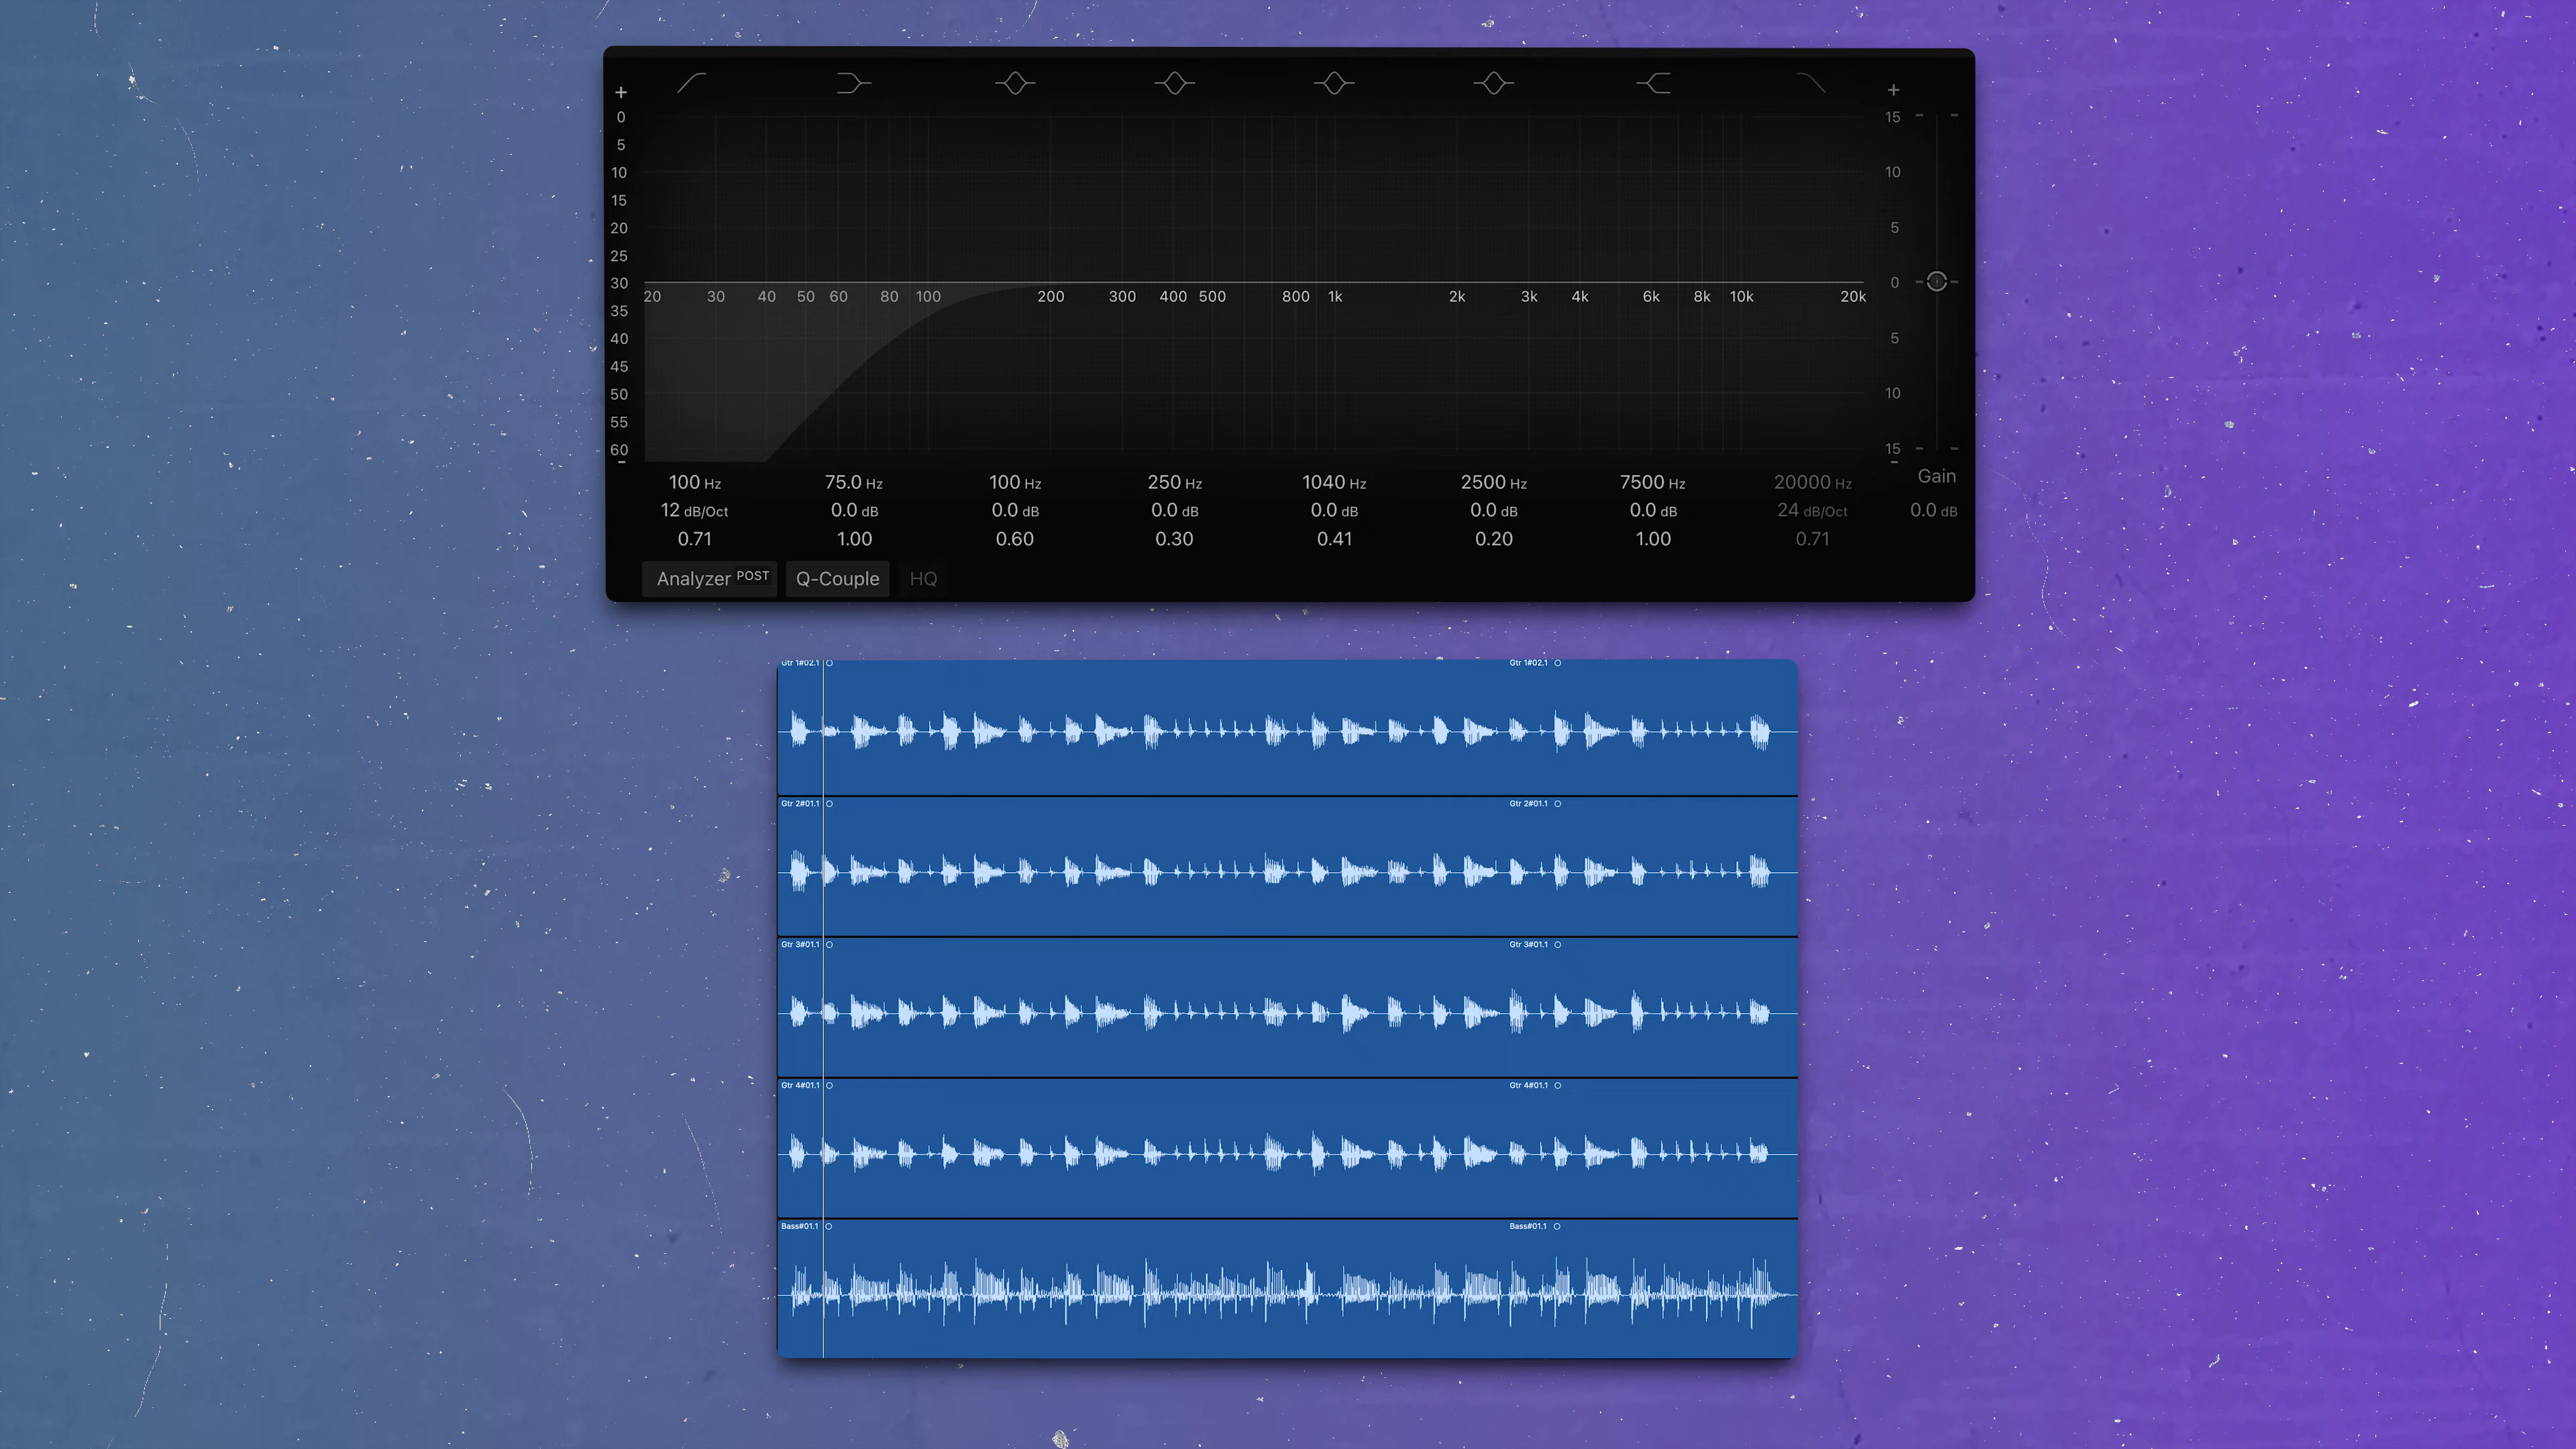 + +
0 15
5
10 10
15
20 5
25
30 0
20 30 40 50 60 80 100 200 300 400 500 800 1k 2k 3k 4k 6k 8k 10k 20k
35
40 5
45
50 10
55
60 15
- -
100 Hz 75.0 Hz 100 Hz 250 Hz 1040 Hz 2500 Hz 7500 Hz 20000 Hz Gain
12 dB/Oct 0.0 dB 0.0 dB 0.0 dB 0.0 dB 0.0 dB 0.0 dB 24 dB/Oct 0.0 dB
0.71 1.00 0.60 0.30 0.41 0.20 1.00 0.71
Analyzer POST Q-Couple HQ
Gtr 1#02.1 Gtr 1#02.1
Gtr 2#01.1 Gtr 2#01.1
Gtr 3#01.1 Gtr 3#01.1
Gtr 4#01.1 Gtr 4#01.1
Bass#01.1 Bass#01.1